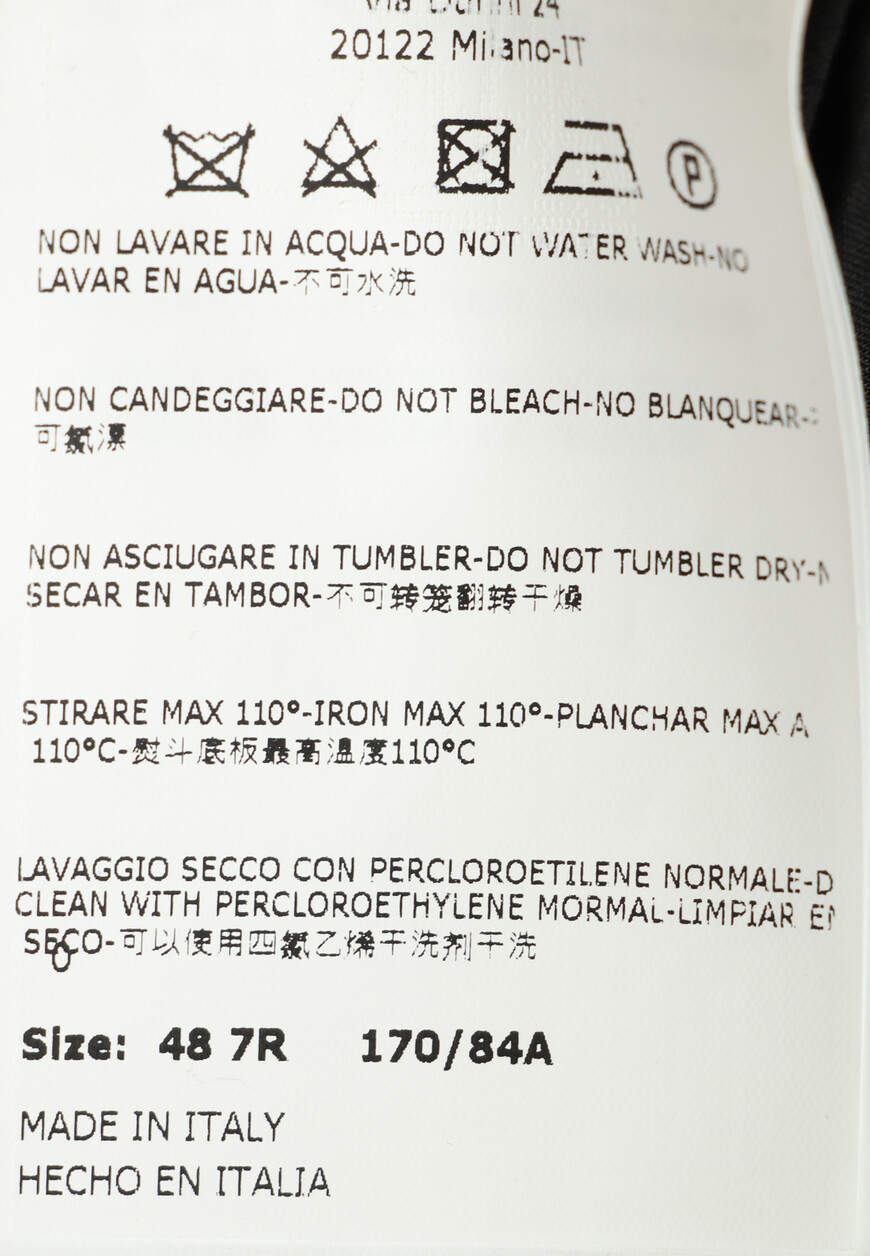 24
20122 Milano-IT
P
NON LAVARE IN ACQUA-DO NOT WATER WASH-NO
LAVAR EN AGUA-不可水洗
NON CANDEGGIARE-DO NOT BLEACH-NO BLANQUEAR-
可氯漂
NON ASCIUGARE IN TUMBLER-DO NOT TUMBLER DRY-N
SECAR EN TAMBOR-不可转笼翻转干燥
STIRARE MAX 110°-IRON MAX 110°-PLANCHAR MAX A
110°C-熨斗底板最高温度110°C
LAVAGGIO SECCO CON PERCLOROETILENE NORMALE-D
CLEAN WITH PERCLOROETHYLENE MORMAL-LIMPIAR EN
SECO-可以使用四氯乙烯干洗剂干洗
Size: 48 7R 170/84A
MADE IN ITALY
HECHO EN ITALIA